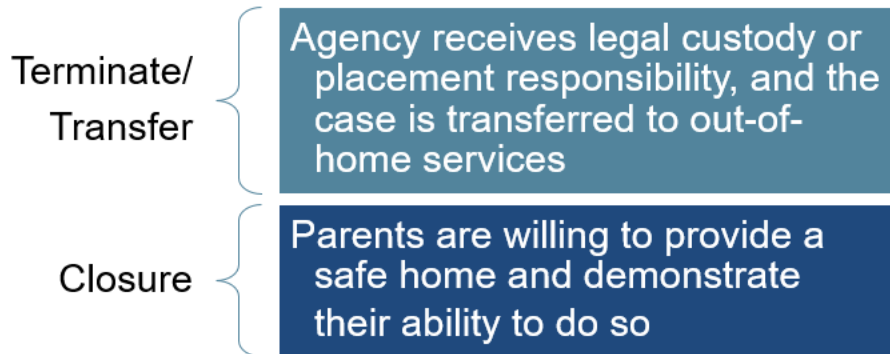 Terminate/
Transfer
Agency receives legal custody or
placement responsibility, and the
case is transferred to out-of-
home services
Closure
Parents are willing to provide a
safe home and demonstrate
their ability to do so